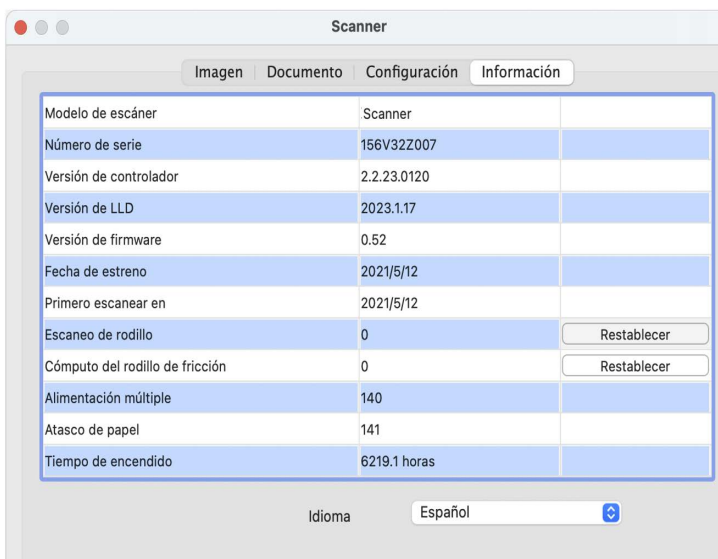 Scanner
Imagen Documento Configuración Información
Modelo de escáner Scanner
Número de serie 156V32Z007
Versión de controlador 2.2.23.0120
Versión de LLD 2023.1.17
Versión de firmware 0.52
Fecha de estreno 2021/5/12
Primero escanear en 2021/5/12
Escaneo de rodillo 0 Restablecer
Cómputo del rodillo de fricción 0 Restablecer
Alimentación múltiple 140
Atasco de papel 141
Tiempo de encendido 6219.1 horas
Idioma Español